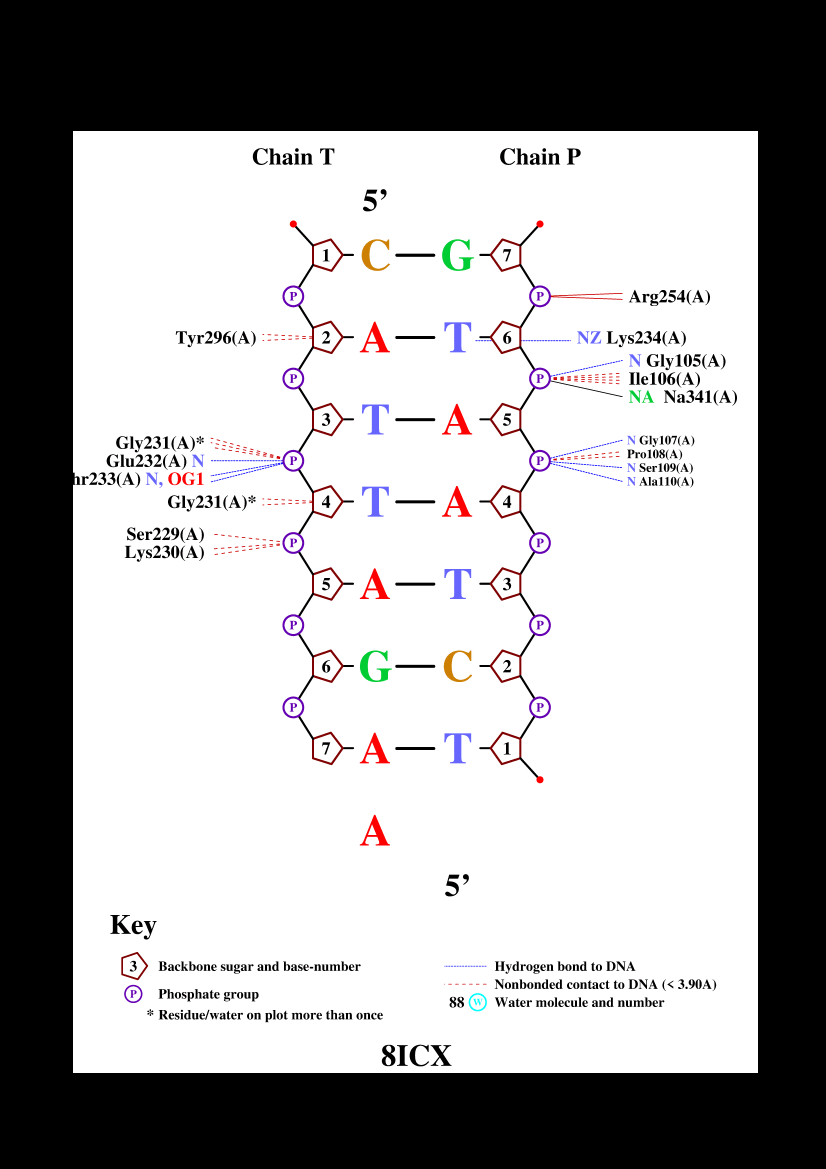 Chain T Chain P
5’
1 C G 7
P P Arg254(A)
Tyr296(A) 2 A T 6 NZ Lys234(A)
N Gly105(A)
P P Ile106(A)
NA Na341(A)
3 T A 5
Gly231(A)* N Gly107(A)
Pro108(A)
Glu232(A) N P P
N Ser109(A)
hr233(A) N, OG1 N Ala110(A)
Gly231(A)* 4 T A 4
Ser229(A)
P P
Lys230(A)
5 A T 3
P P
6 G C 2
P P
7 A T 1
A
5’
Key
3 Backbone sugar and base-number
P Phosphate group
* Residue/water on plot more than once
Hydrogen bond to DNA
Nonbonded contact to DNA (< 3.90A)
88 W Water molecule and number
8ICX